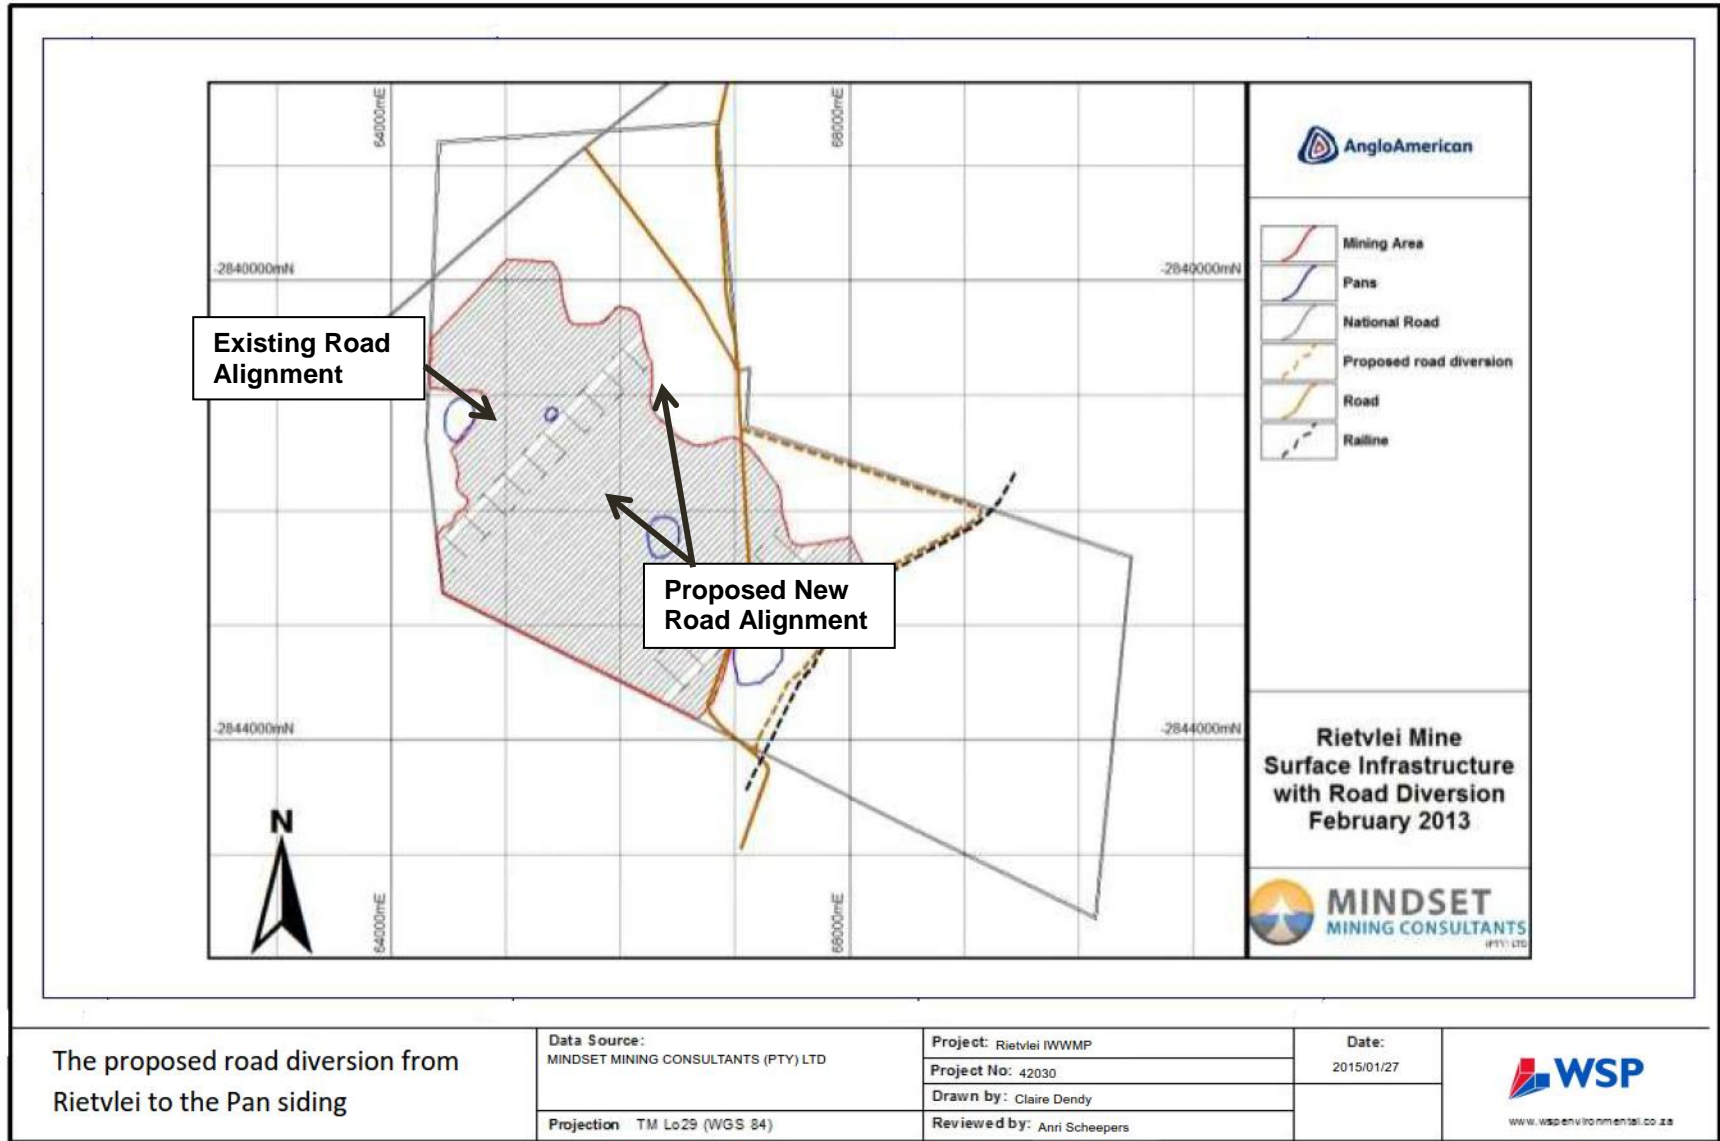 64000mE
68000mE
-2840000mN
-2840000mN
Existing Road
Alignment
Proposed New
Road Alignment
-2844000mN
-2844000mN
N
64000mE
68000mE
AngloAmerican
Mining Area
Pans
National Road
Proposed road diversion
Road
Railine
Rietvlei Mine
Surface Infrastructure
with Road Diversion
February 2013
MINDSET
MINING CONSULTANTS
(PTY) LTD
The proposed road diversion from
Rietvlei to the Pan siding
Data Source:
MINDSET MINING CONSULTANTS (PTY) LTD
Projection TM Lo29 (WGS 84)
Project: Rietvlei IWWMP
Project No: 42030
Drawn by: Claire Dendy
Reviewed by: Anri Scheepers
Date:
2015/01/27
WSP
www.wspenvironmental.co.za